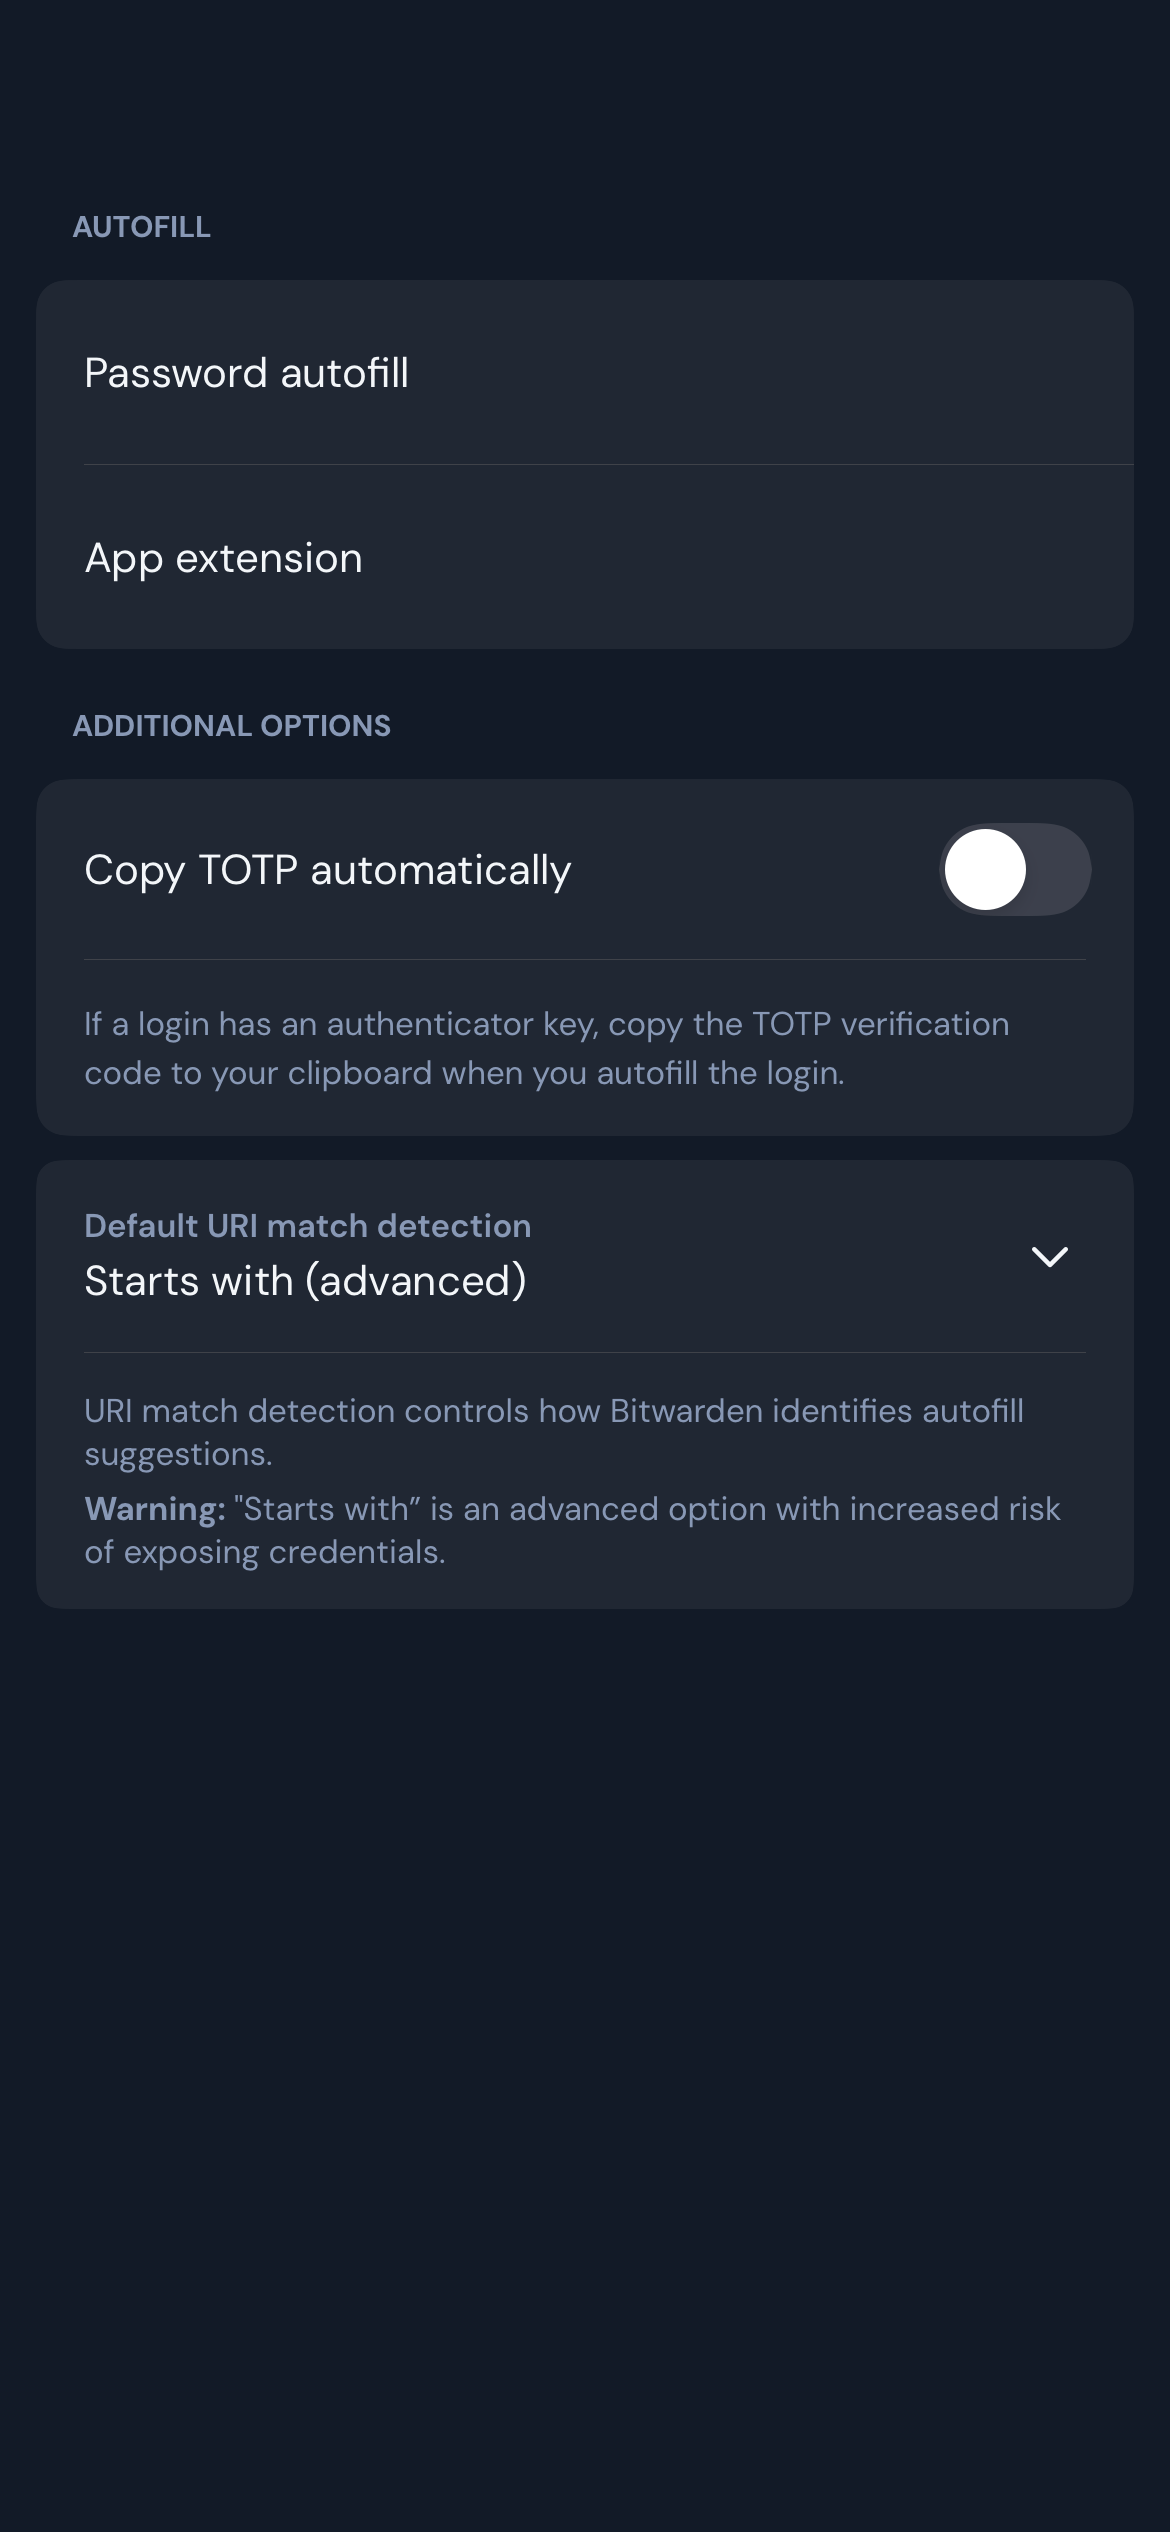 AUTOFILL
Password autofill
App extension
ADDITIONAL OPTIONS
Copy TOTP automatically
If a login has an authenticator key, copy the TOTP verification
code to your clipboard when you autofill the login.
Default URI match detection
Starts with (advanced)
URI match detection controls how Bitwarden identifies autofill
suggestions.
Warning: "Starts with” is an advanced option with increased risk
of exposing credentials.